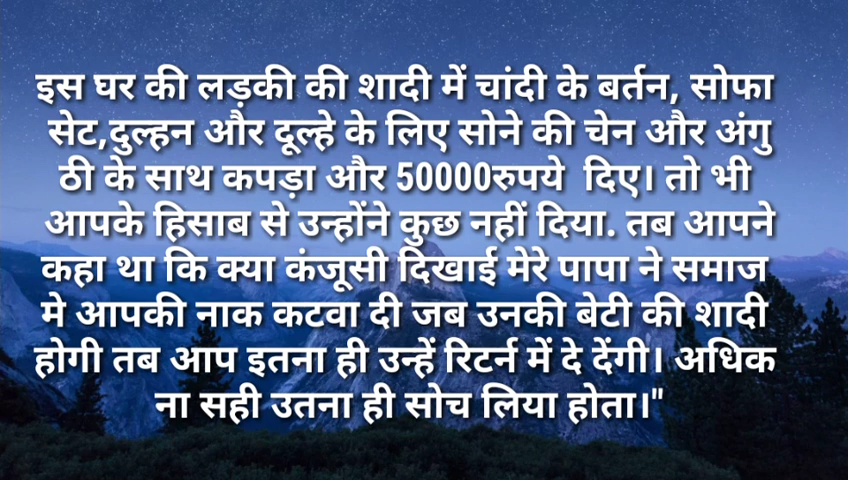 इस घर की लड़की की शादी में चांदी के बर्तन, सोफा
सेट,दुल्हन और दूल्हे के लिए सोने की चेन और अंगु
ठी के साथ कपड़ा और 50000रुपये दिए। तो भी
आपके हिसाब से उन्होंने कुछ नहीं दिया. तब आपने
कहा था कि क्या कंजूसी दिखाई मेरे पापा ने समाज
मे आपकी नाक कटवा दी जब उनकी बेटी की शादी
होगी तब आप इतना ही उन्हें रिटर्न में दे देंगी। अधिक
ना सही उतना ही सोच लिया होता।"